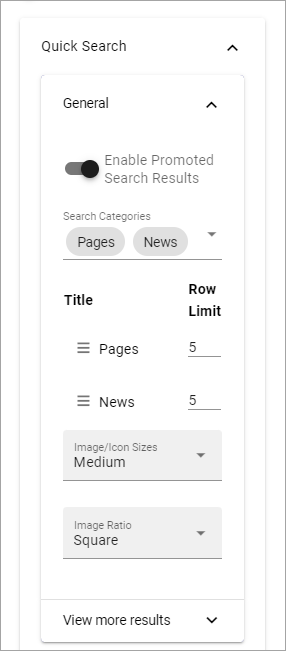 Quick Search
General
Enable Promoted
Search Results
Search Categories
Pages News
Title Row
Limit
Pages 5
News 5
Image/Icon Sizes
Medium
Image Ratio
Square
View more results